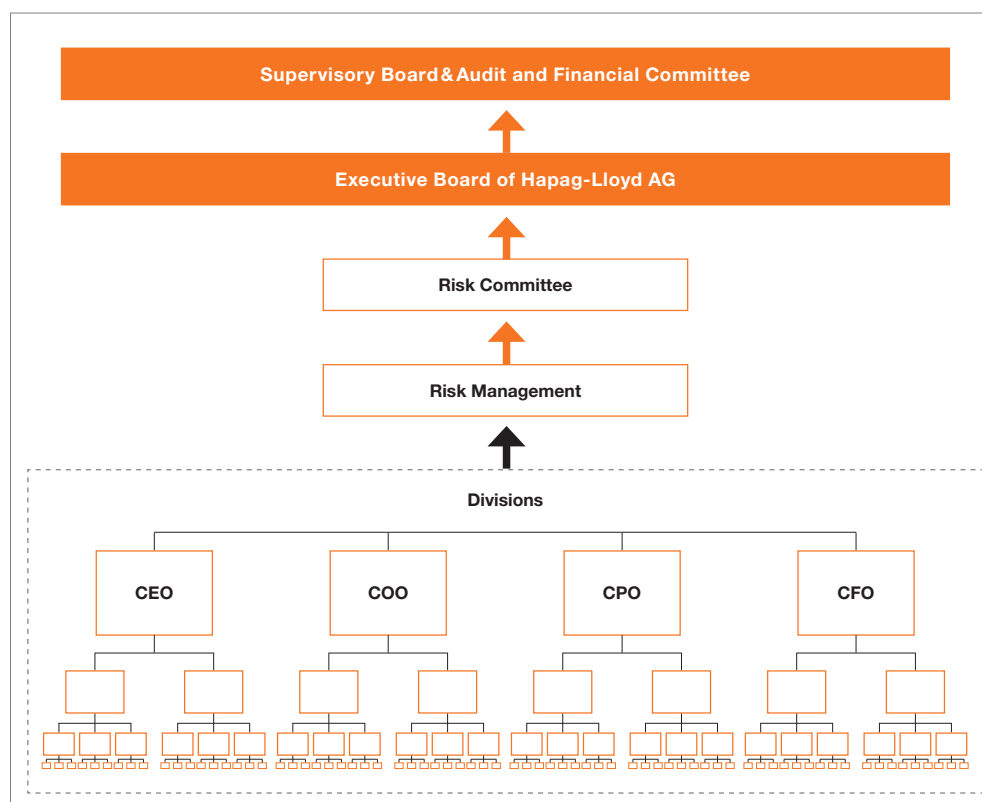 Supervisory Board & Audit and Financial Committee
Executive Board of Hapag-Lloyd AG
Risk Committee
Risk Management
Divisions
CEO
COO
CPO
CFO